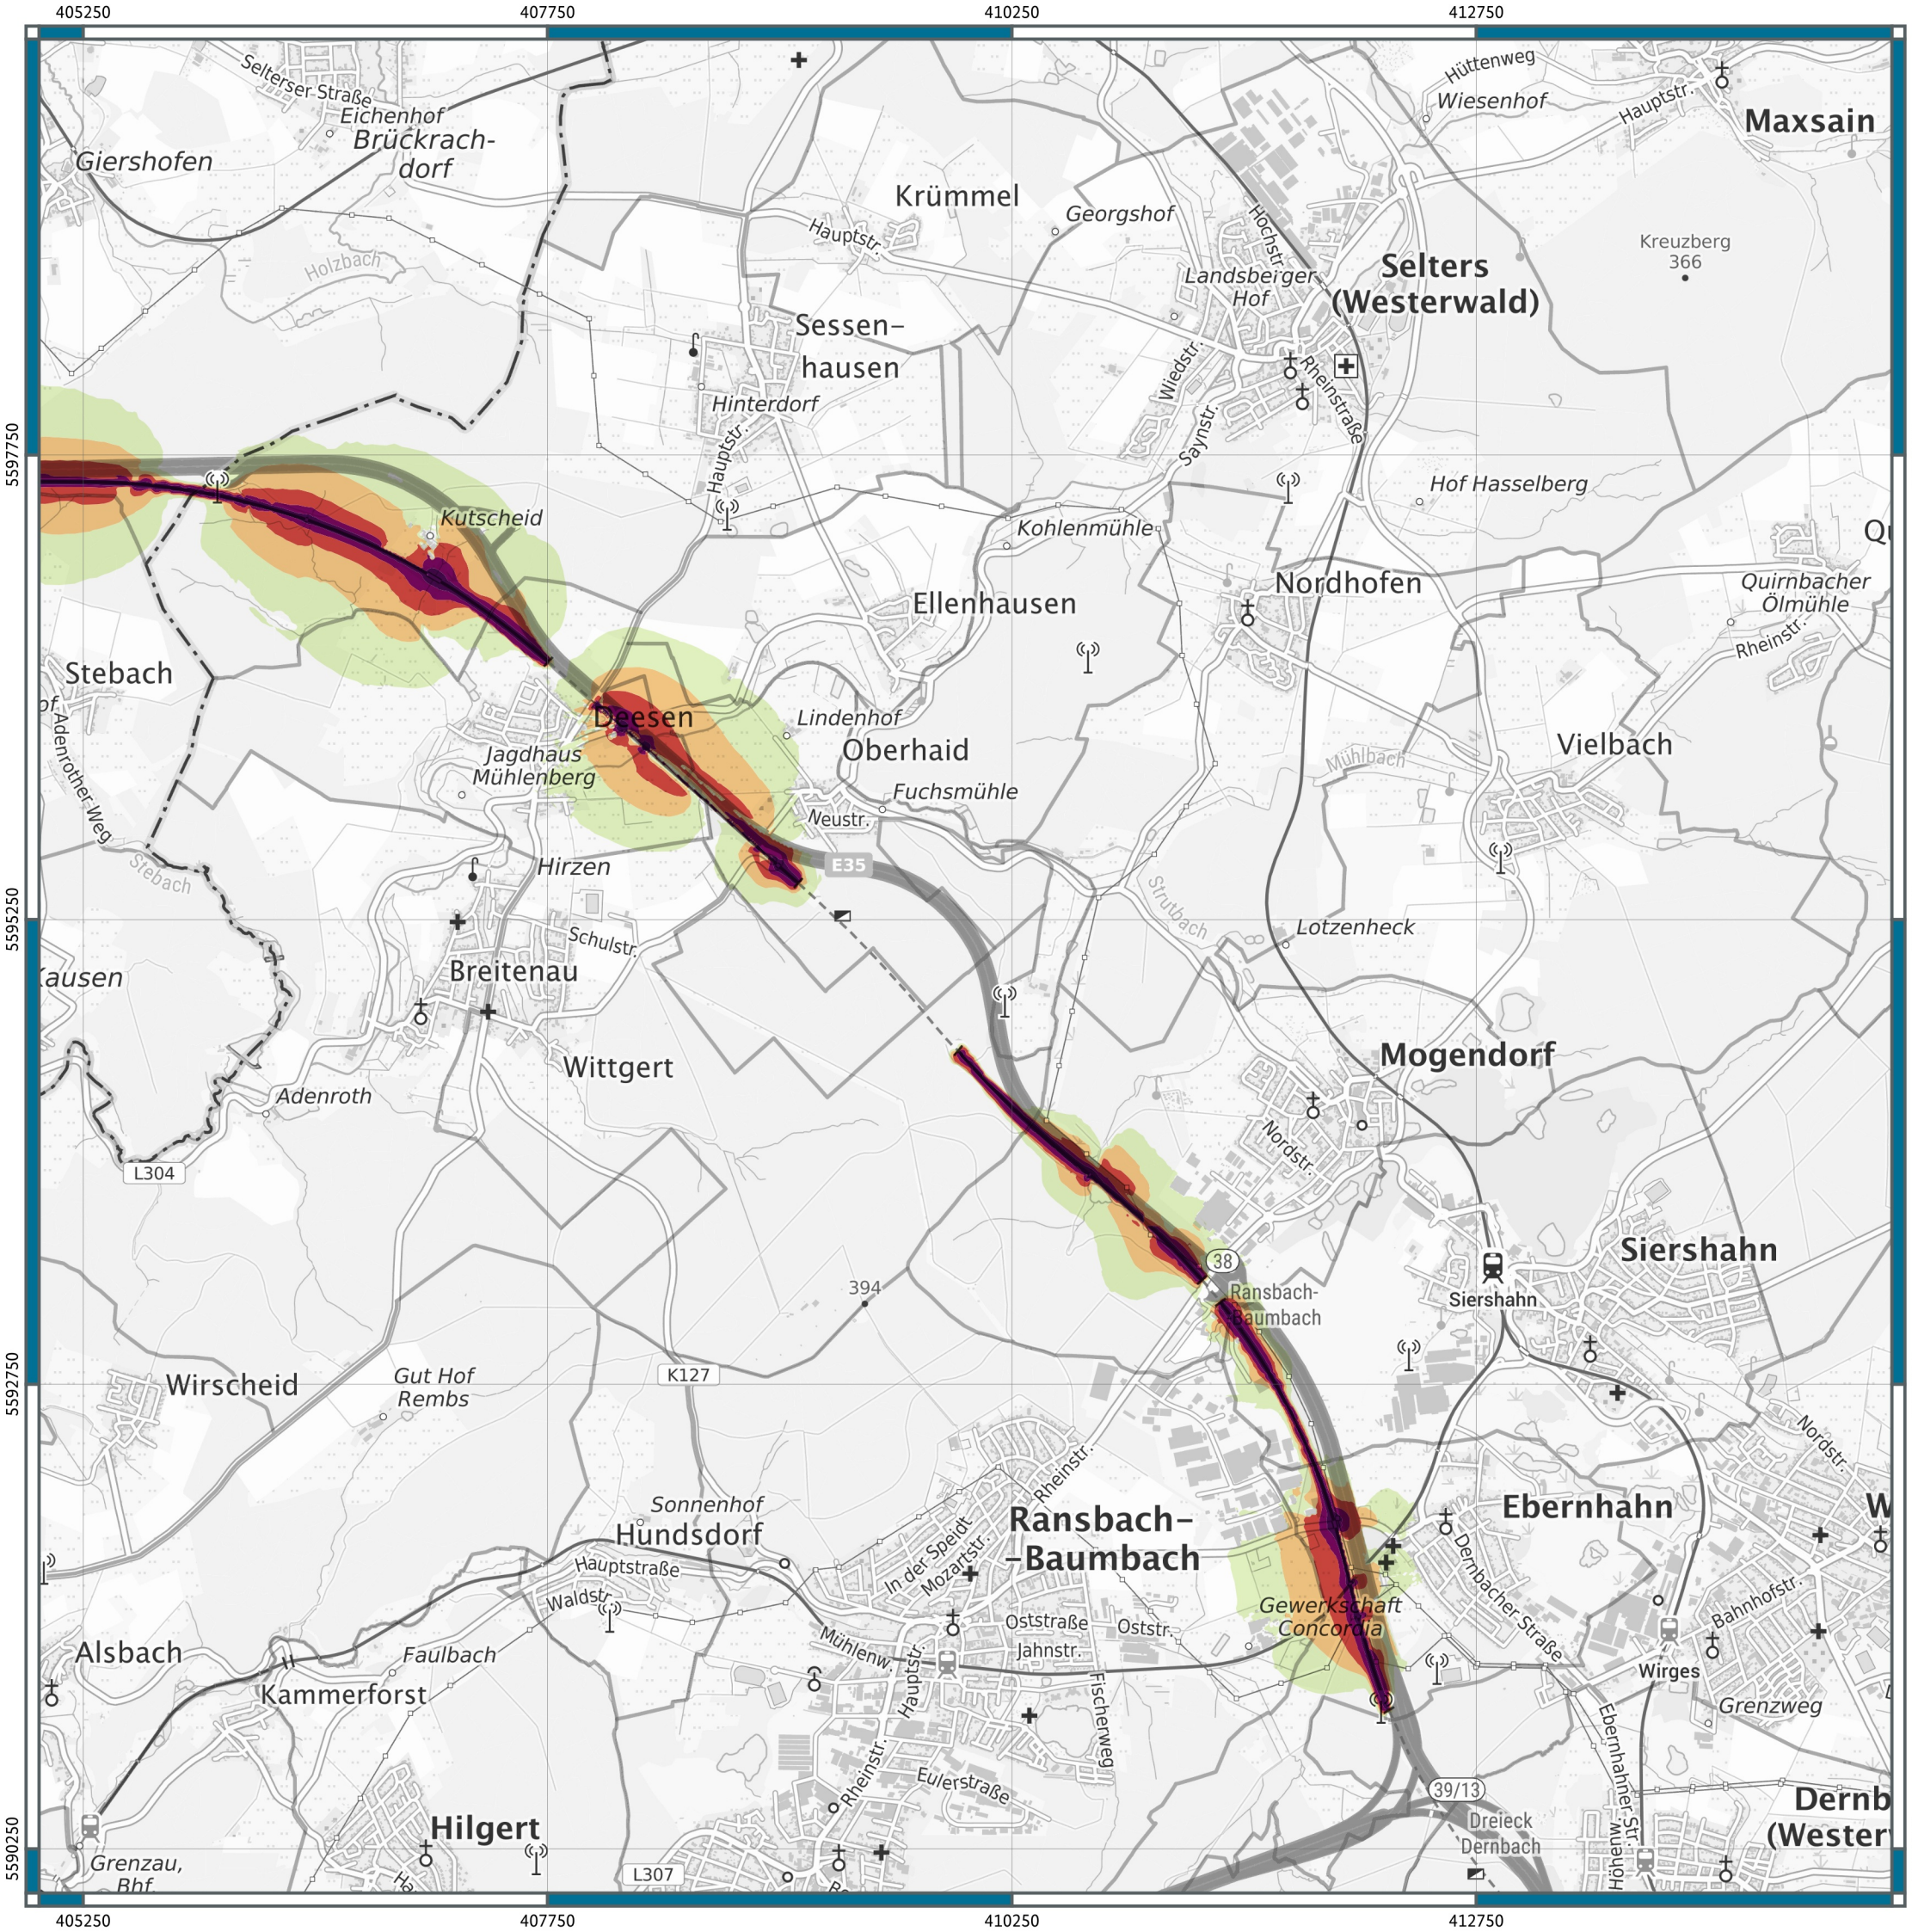 405250
407750
410250
412750
Selterser Straße
Eichenhof
Brückrach-
dorf
Giershofen
Holzbach
Krümmel
Hauptstr.
Georgshof
Hüttenweg
Wiesenhof
Hauptstr.
Maxsain
Kreuzberg
366
Hochstr.
Landsberger
Hof
Selters
(Westerwald)
Sessen-
hausen
Hinterdorf
Hauptstr.
Wiedstr.
Saynstr.
Rheinstraße
5597750
Kutscheid
Kohlenmühle
Hof Hasselberg
Ellenhausen
Nordhofen
Quirnbacher
Ölmühle
Rheinstr.
Stebach
Adenrother Weg
Deesen
Lindenhof
Oberhaid
Jagdhaus
Mühlenberg
Fuchsmühle
Neustr.
Mühlbach
Vielbach
Stebach
Hirzen
E35
5595250
Strutbach
Lotzenheck
Schulstr.
Breitenau
Kausen
Wittgert
Mogendorf
Adenroth
Nordstr.
L304
38
Ransbach-
Baumbach
Siershahn
Siershahn
394
5592750
Wirscheid
Gut Hof
Rembs
K127
Rheinstr.
Nordstr.
Sonnenhof
Hundsdorf
Hauptstraße
Waldstr.
In der Speidt
Mozartstr.
Ransbach-
-Baumbach
Ebernhahn
W
Dernbacher Straße
Bahnhofstr.
Gewerkschaft
Concordia
Oststraße
Oststr.
Jahnstr.
Mühlenw.
Hauptstr.
Fischerweg
Alsbach
Faulbach
Kammerforst
Wirges
Grenzweg
Ebernhahner Str.
Rheinstr.
Eulerstraße
39/13
Dreieck
Dernbach
Dernb
(Wester
Hilgert
5590250
Grenzau,
Bhf.
Ha
L307
405250
407750
410250
412750